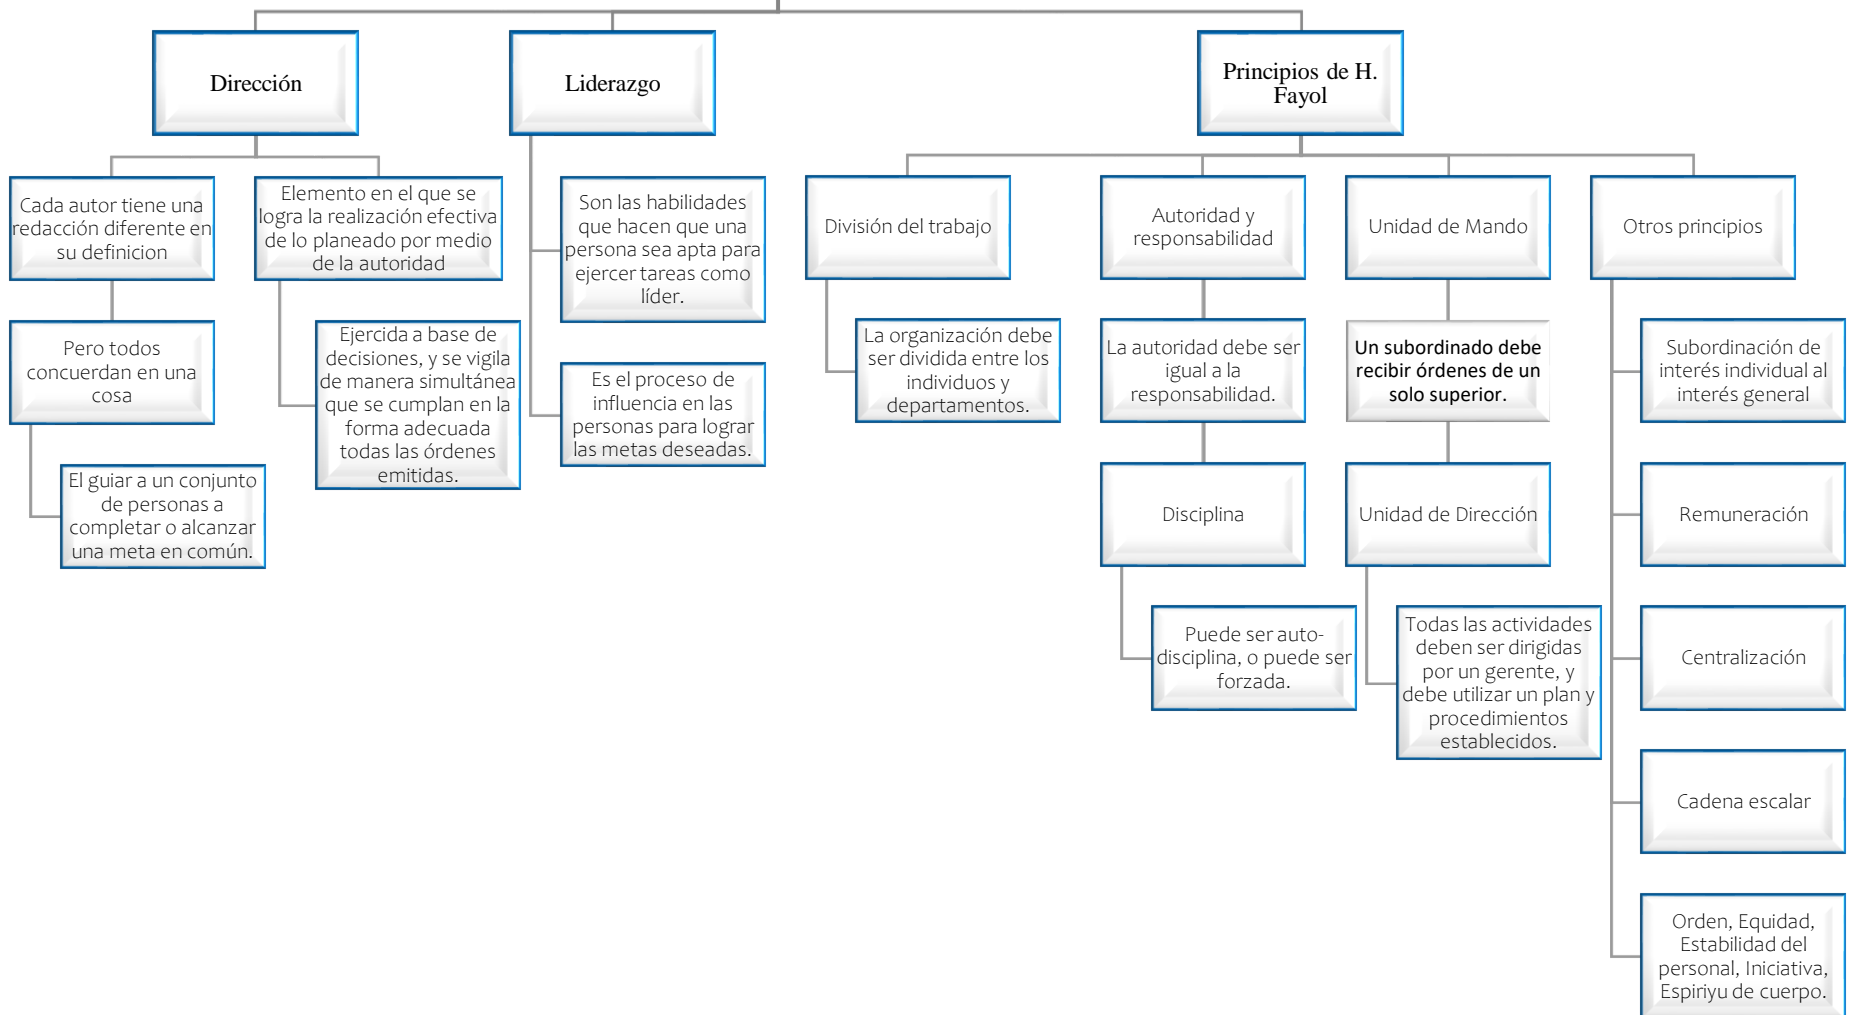 Dirección
Liderazgo
Principios de H.
Fayol
Cada autor tiene una
redacción diferente en
su definicion
Pero todos
concuerdan en una
cosa
El guiar a un conjunto
de personas a
completar o alcanzar
una meta en común.
Elemento en el que se
logra la realización efectiva
de lo planeado por medio
de la autoridad
Ejercida a base de
decisiones, y se vigila
de manera simultánea
que se cumplan en la
forma adecuada
todas las órdenes
emitidas.
Son las habilidades
que hacen que una
persona sea apta para
ejercer tareas como
líder.
Es el proceso de
influencia en las
personas para lograr
las metas deseadas.
División del trabajo
La organización debe
ser dividida entre los
individuos y
departamentos.
Autoridad y
responsabilidad
La autoridad debe ser
igual a la
responsabilidad.
Disciplina
Puede ser auto-
disciplina, o puede ser
forzada.
Unidad de Mando
Un subordinado debe
recibir órdenes de un
solo superior.
Unidad de Dirección
Todas las actividades
deben ser dirigidas
por un gerente, y
debe utilizar un plan y
procedimientos
establecidos.
Otros principios
Subordinación de
interés individual al
interés general
Remuneración
Centralización
Cadena escalar
Orden, Equidad,
Estabilidad del
personal, Iniciativa,
Espiriyu de cuerpo.